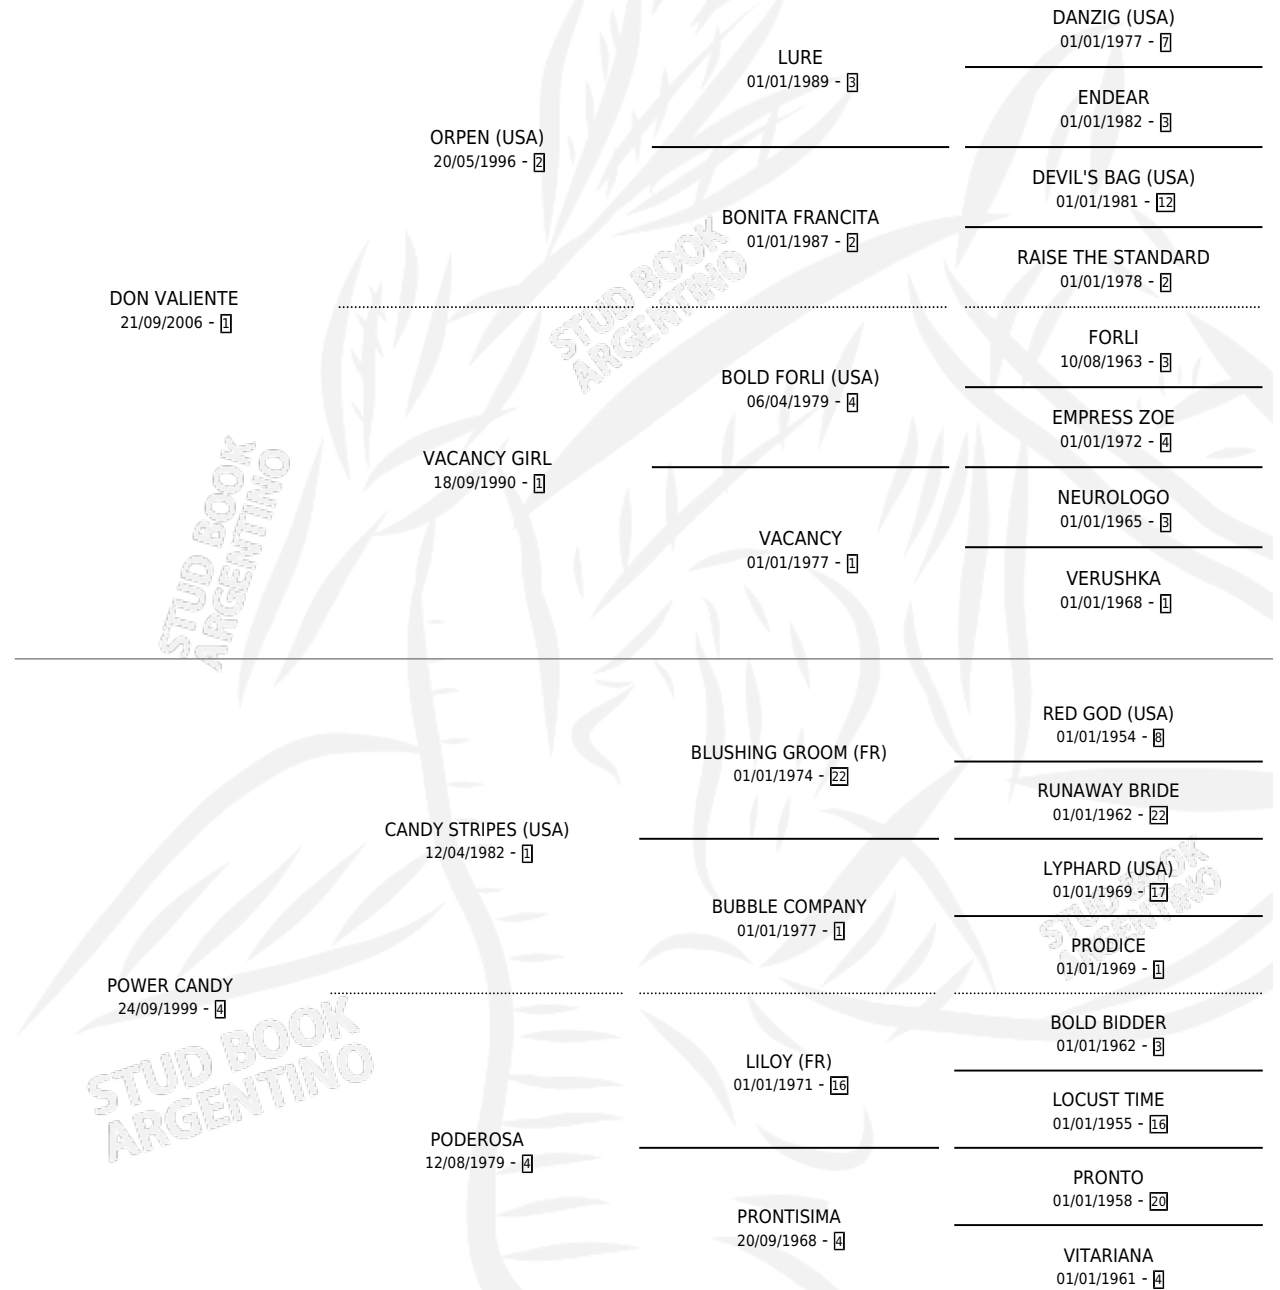 DANZIG (USA)
01/01/1977 - 7
LURE
01/01/1989 - 3
ENDEAR
01/01/1982 - 3
ORPEN (USA)
20/05/1996 - 2
DEVIL'S BAG (USA)
01/01/1981 - 12
BONITA FRANCITA
01/01/1987 - 2
RAISE THE STANDARD
01/01/1978 - 2
DON VALIENTE
21/09/2006 - 1
FORLI
10/08/1963 - 3
BOLD FORLI (USA)
06/04/1979 - 4
EMPRESS ZOE
01/01/1972 - 4
VACANCY GIRL
18/09/1990 - 1
NEUROLOGO
01/01/1965 - 3
VACANCY
01/01/1977 - 1
VERUSHKA
01/01/1968 - 1
RED GOD (USA)
01/01/1954 - 8
BLUSHING GROOM (FR)
01/01/1974 - 22
RUNAWAY BRIDE
01/01/1962 - 22
CANDY STRIPES (USA)
12/04/1982 - 1
LYPHARD (USA)
01/01/1969 - 17
BUBBLE COMPANY
01/01/1977 - 1
PRODICE
01/01/1969 - 1
POWER CANDY
24/09/1999 - 4
BOLD BIDDER
01/01/1962 - 3
LILOY (FR)
01/01/1971 - 16
LOCUST TIME
01/01/1955 - 16
PODEROSA
12/08/1979 - 4
PRONTO
01/01/1958 - 20
PRONTISIMA
20/09/1968 - 4
VITARIANA
01/01/1961 - 4
STUD BOOK
ARGENTINO
STUD BOOK
ARGENTINO
STUD BOOK
ARGENTINO
STUD BOOK
ARGENTINO